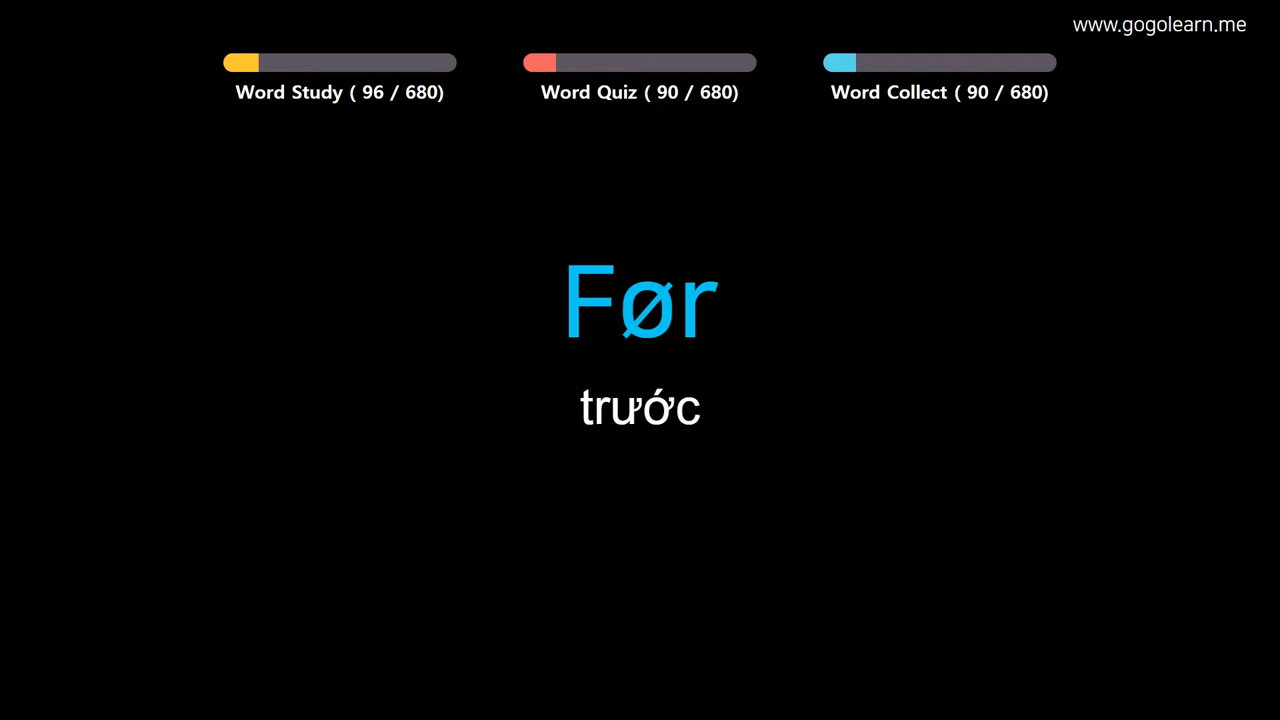 www.gogolearn.me
Word Study ( 96 / 680)
Word Quiz ( 90 / 680)
Word Collect ( 90 / 680)
Før
trước